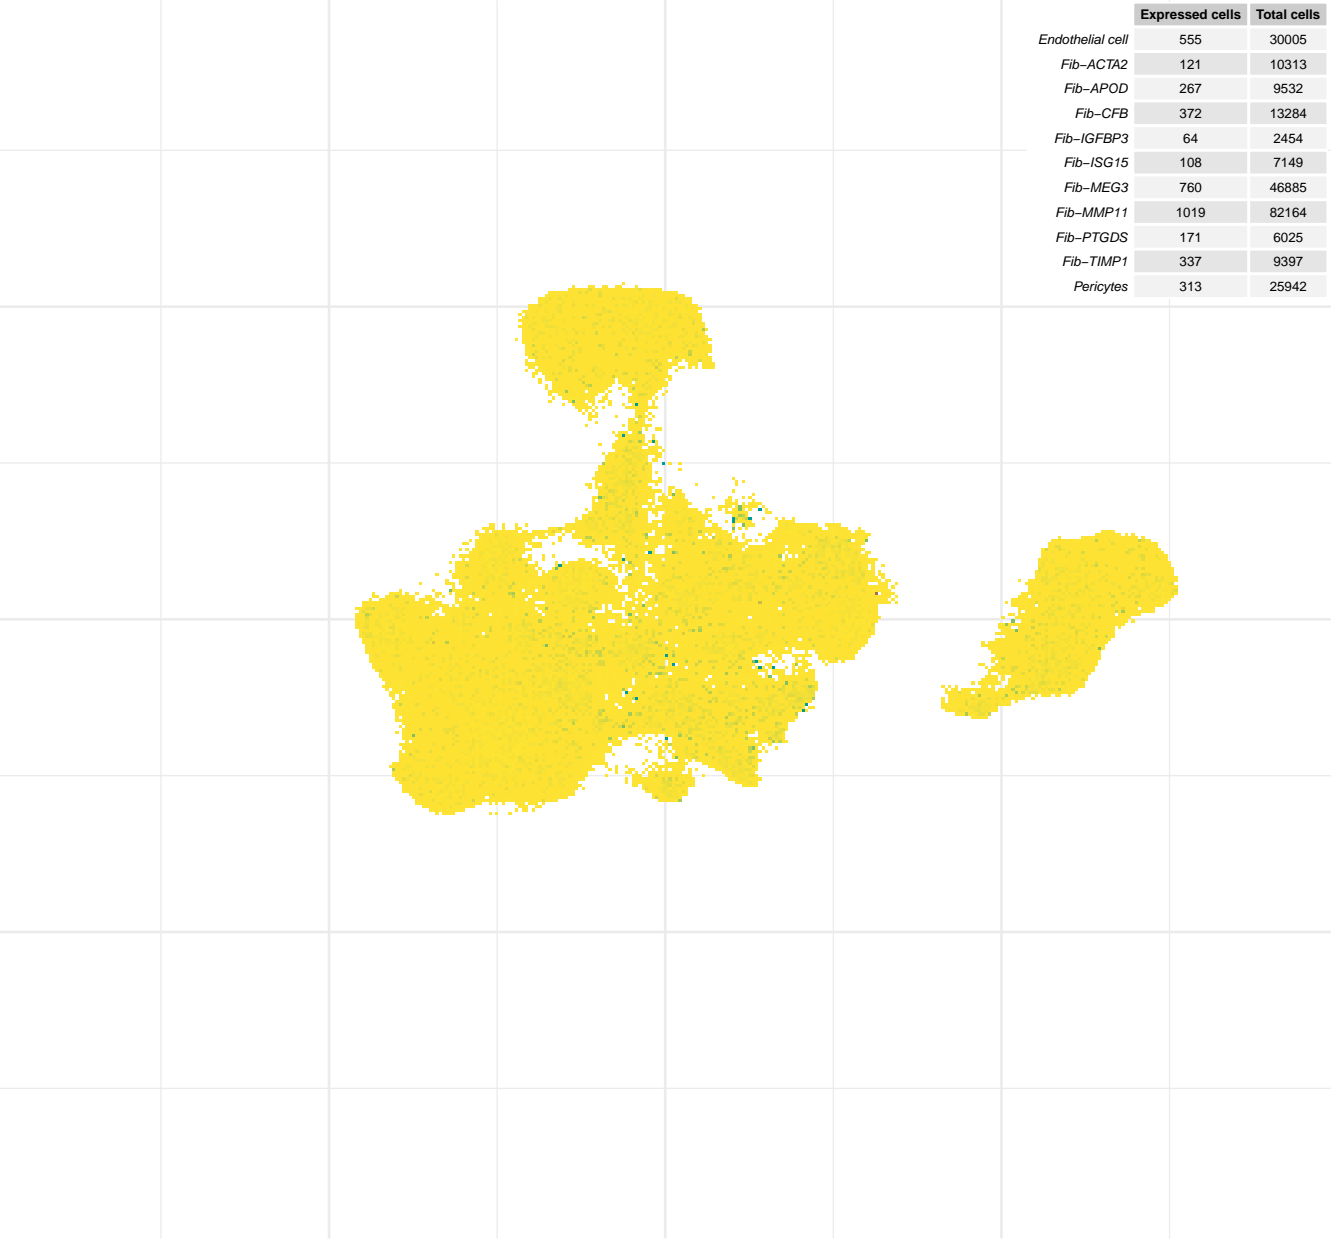 Expressed cells Total cells
Endothelial cell 555 30005
Fib−ACTA2 121 10313
Fib−APOD 267 9532
Fib−CFB 372 13284
Fib−IGFBP3 64 2454
Fib−ISG15 108 7149
Fib−MEG3 760 46885
Fib−MMP11 1019 82164
Fib−PTGDS 171 6025
Fib−TIMP1 337 9397
Pericytes 313 25942